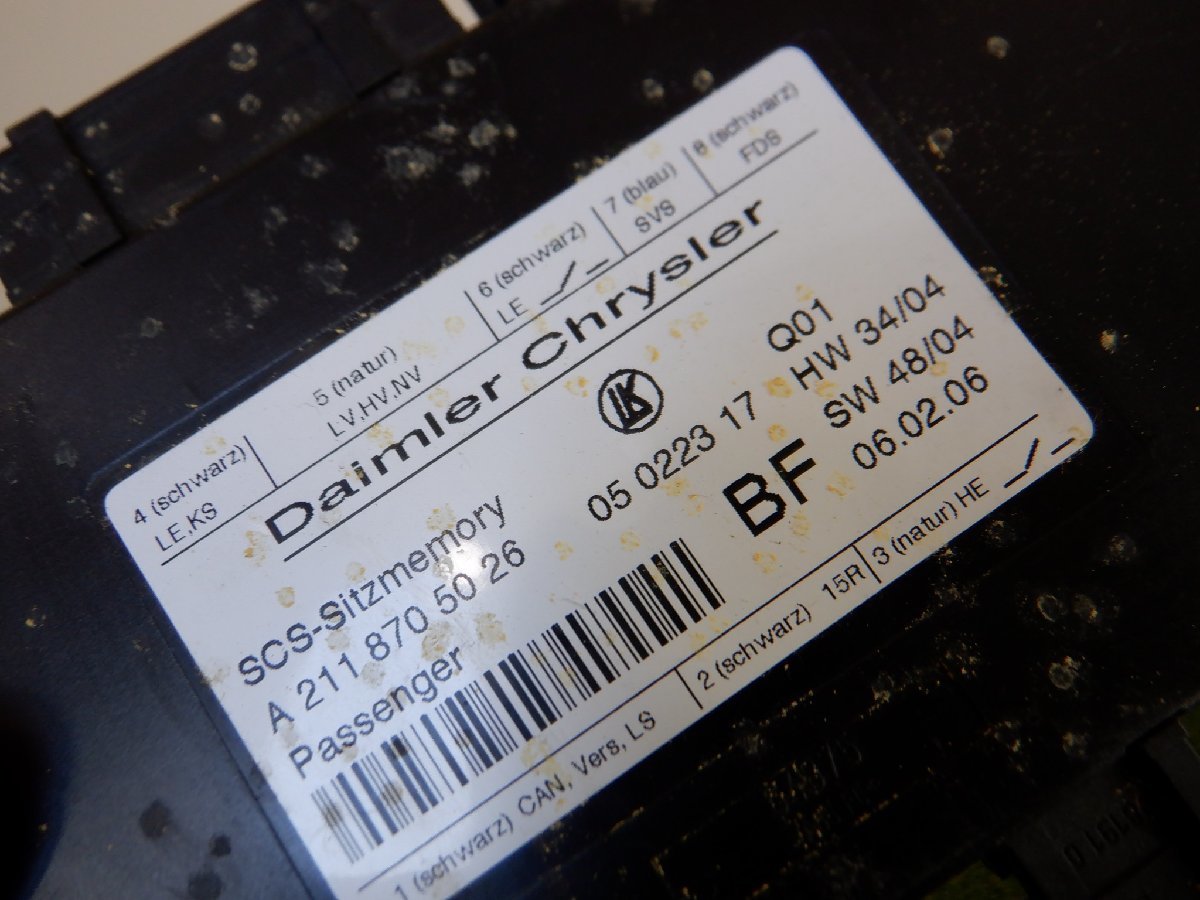 4 (schwarz)
LE,KS
5 (natur)
LV,HV,NV
6 (schwarz)
LE
7 (blau)
SVS
8 (schwarz)
FDS
Daimler Chrysler
LK
Q01
05 0223 17 HW 34/04
SW 48/04
BF 06.02.06
SCS-Sitzmemory
A 211 870 50 26
Passenger
1 (schwarz) CAN, Vers, LS
2 (schwarz) 15R
3 (natur) HE